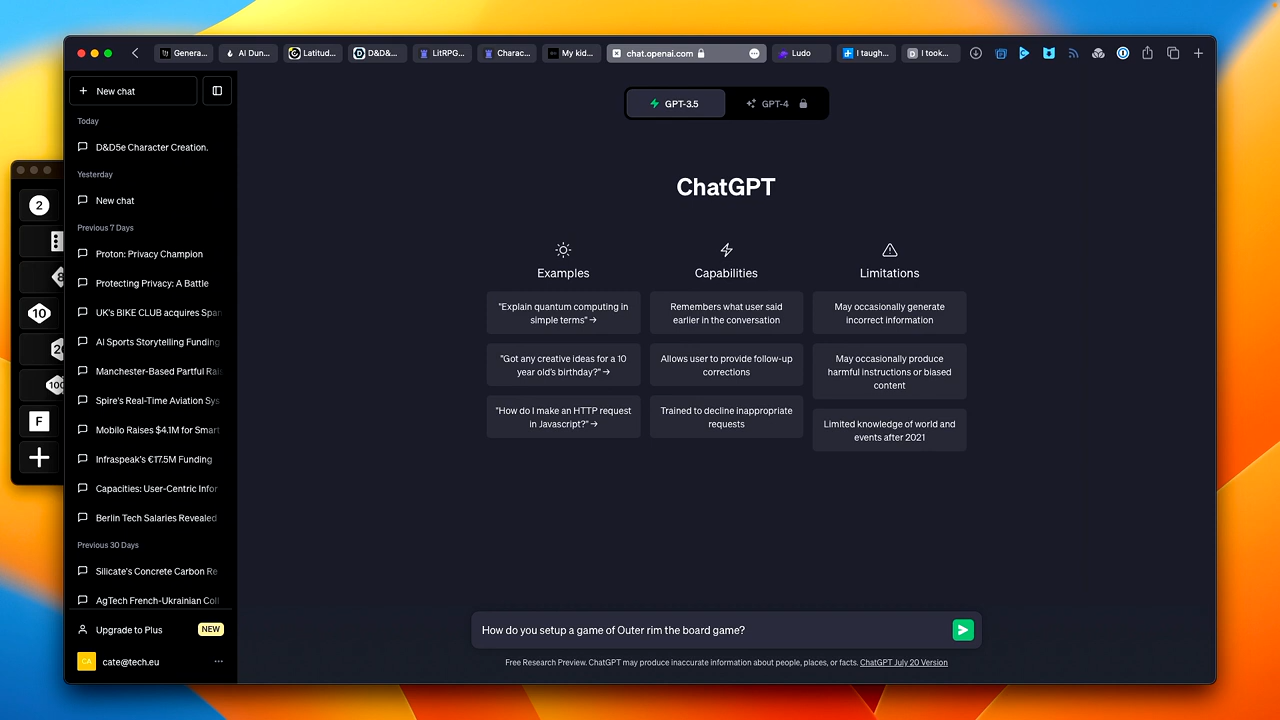 Genera...
AI Dun...
Latitud...
D&D&...
LitRPG...
Charac...
My kid...
chat.openai.com
Ludo
I taugh...
I took...
New chat
Today
D&D5e Character Creation.
Yesterday
New chat
Previous 7 Days
Proton: Privacy Champion
Protecting Privacy: A Battle
UK's BIKE CLUB acquires Span
AI Sports Storytelling Funding
Manchester-Based Partful Rai
Spire's Real-Time Aviation Sys
Mobilo Raises $4.1M for Smart
Infraspeak's €17.5M Funding
Capacities: User-Centric Infor
Berlin Tech Salaries Revealed
Previous 30 Days
Silicate's Concrete Carbon Re
AgTech French-Ukrainian Coll
Upgrade to Plus
NEW
CA
cate@tech.eu
2
8
10
20
100
F
GPT-3.5
GPT-4
ChatGPT
Examples
"Explain quantum computing in
simple terms" →
"Got any creative ideas for a 10
year old's birthday?" →
"How do I make an HTTP request
in Javascript?" →
Capabilities
Remembers what user said
earlier in the conversation
Allows user to provide follow-up
corrections
Trained to decline inappropriate
requests
Limitations
May occasionally generate
incorrect information
May occasionally produce
harmful instructions or biased
content
Limited knowledge of world and
events after 2021
How do you setup a game of Outer rim the board game?
Free Research Preview. ChatGPT may produce inaccurate information about people, places, or facts. ChatGPT July 20 Version